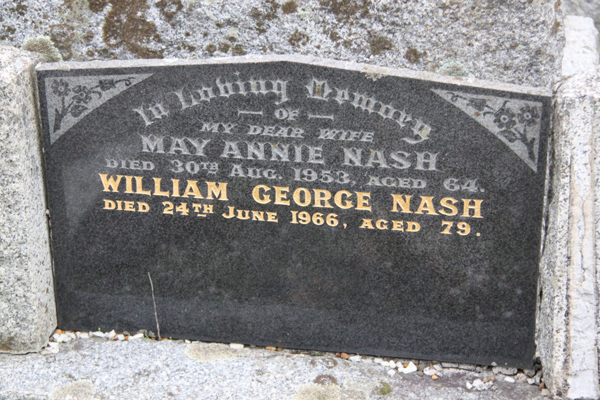 In Loving Memory
— OF —
MY DEAR WIFE
MAY ANNIE NASH
DIED 30TH AUG. 1953, AGED 64.
WILLIAM GEORGE NASH
DIED 24TH JUNE 1966, AGED 79.